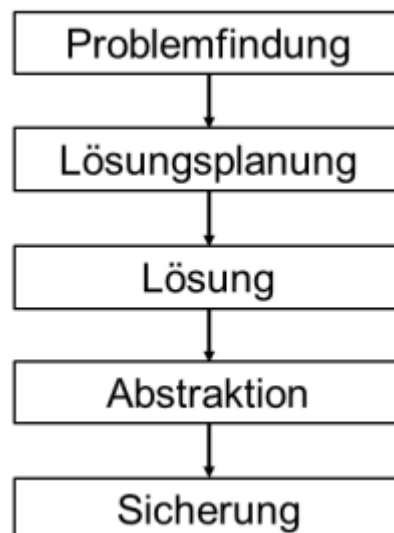 Problemfindung
Lösungsplanung
Lösung
Abstraktion
Sicherung